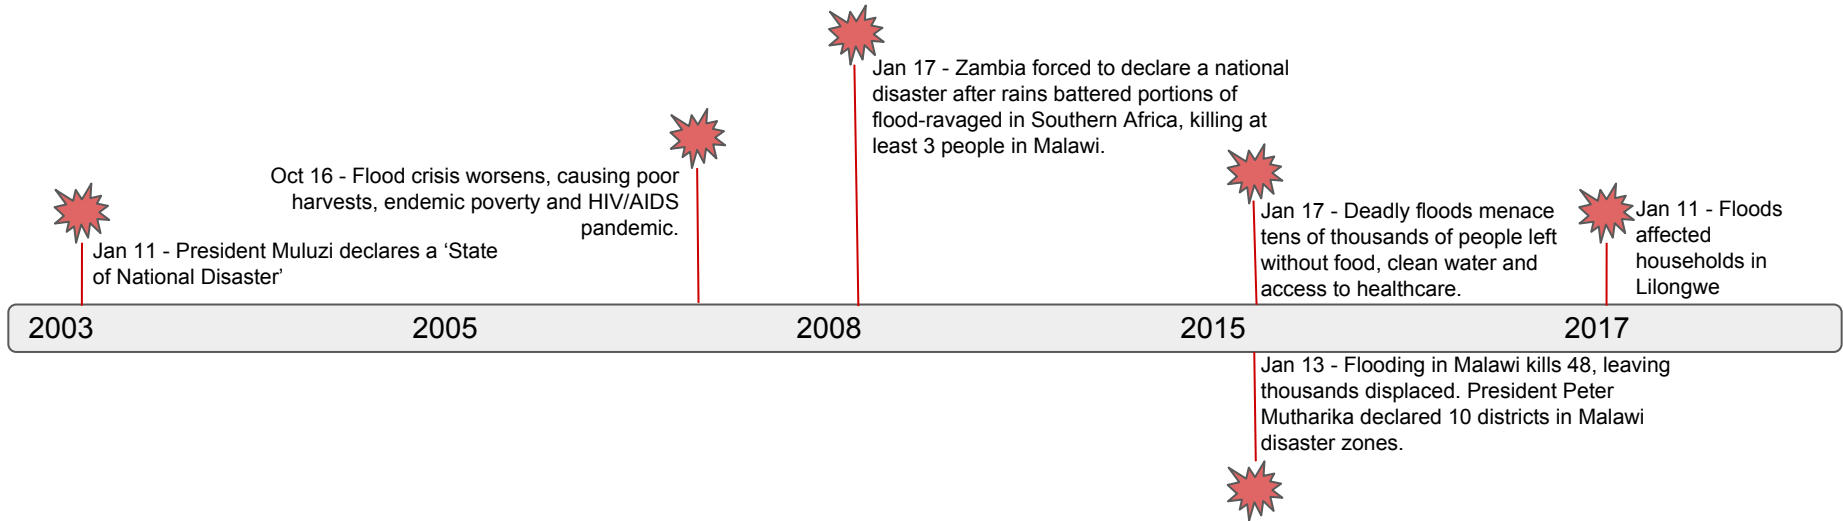 Jan 17 - Zambia forced to declare a national
disaster after rains battered portions of
flood-ravaged in Southern Africa, killing at
least 3 people in Malawi.
Oct 16 - Flood crisis worsens, causing poor
harvests, endemic poverty and HIV/AIDS
pandemic.
Jan 11 - President Muluzi declares a ‘State
of National Disaster’
Jan 17 - Deadly floods menace
tens of thousands of people left
without food, clean water and
access to healthcare.
Jan 11 - Floods
affected
households in
Lilongwe
2003
2005
2008
2015
2017
Jan 13 - Flooding in Malawi kills 48, leaving
thousands displaced. President Peter
Mutharika declared 10 districts in Malawi
disaster zones.